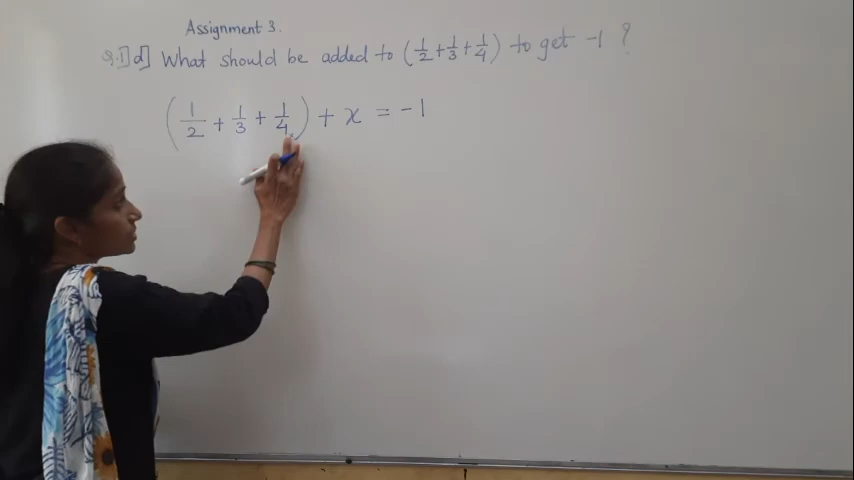 Assignment 3.
Q.1] d] What should be added to (1/2 + 1/3 + 1/4) to get -1 ?
(1/2 + 1/3 + 1/4) + x = -1